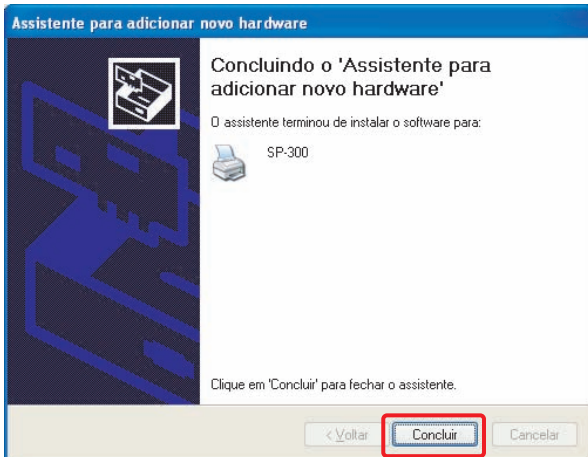 Assistente para adicionar novo hardware
Concluindo o 'Assistente para
adicionar novo hardware'
O assistente terminou de instalar o software para:
SP-300
Clique em 'Concluir' para fechar o assistente.
< Voltar Concluir Cancelar